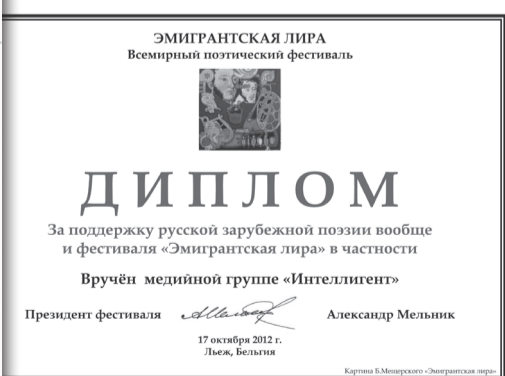 ЭМИГРАНТСКАЯ ЛИРА
Всемирный поэтический фестиваль
ДИПЛОМ
За поддержку русской зарубежной поэзии вообще
и фестиваля «Эмигрантская лира» в частности
Вручён медийной группе «Интеллигент»
Президент фестиваля Александр Мельник
17 октября 2012 г.
Льеж, Бельгия
Картина Б.Мещерского «Эмигрантская лира»